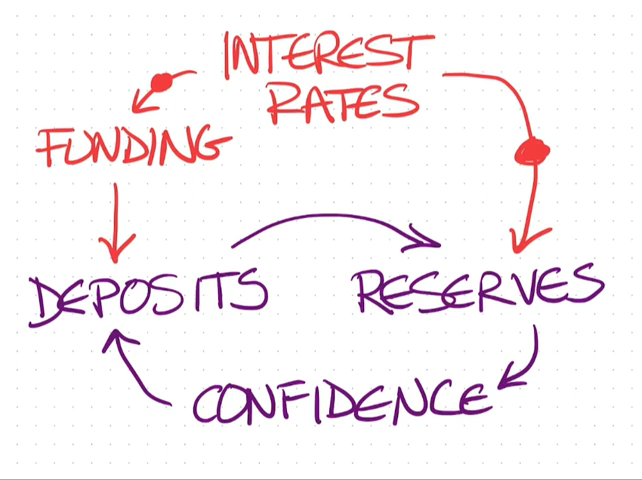 INTEREST
RATES
FUNDING
DEPOSITS
RESERVES
CONFIDENCE